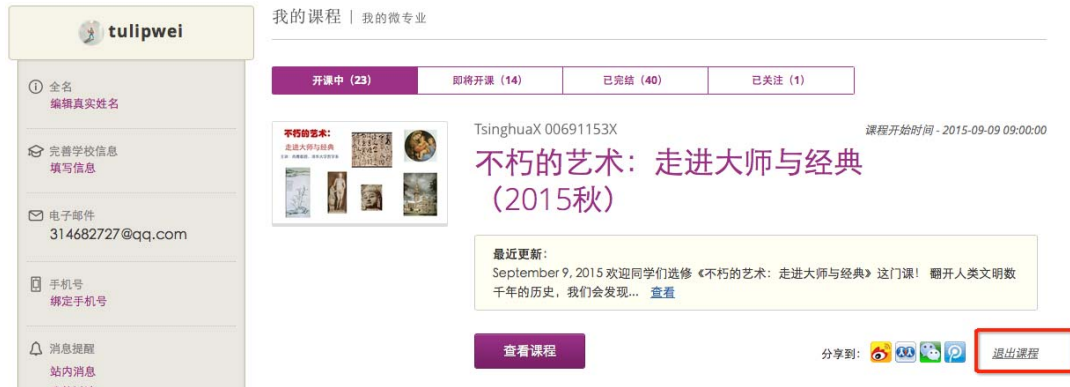 tulipwei
全名
编辑真实姓名
完善学校信息
填写信息
电子邮件
314682727@qq.com
手机号
绑定手机号
消息提醒
站内消息
我的课程 | 我的微专业
开课中（23） 即将开课（14） 已完结（40） 已关注（1）
不朽的艺术：
走进大师与经典
TsinghuaX 00691153X
课程开始时间 - 2015-09-09 09:00:00
不朽的艺术：走进大师与经典
（2015秋）
最近更新：
September 9, 2015 欢迎同学们选修《不朽的艺术：走进大师与经典》这门课！ 翻开人类文明数
千年的历史，我们会发现... 查看
查看课程
分享到：
退出课程